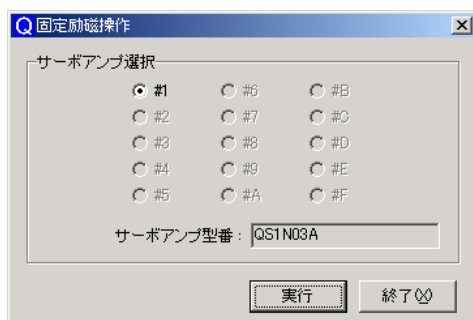 Q 固定励磁操作
サーボアンプ選択
#1 #6 #B
#2 #7 #C
#3 #8 #D
#4 #9 #E
#5 #A #F
サーボアンプ型番 : QS1N03A
実行 終了(X)